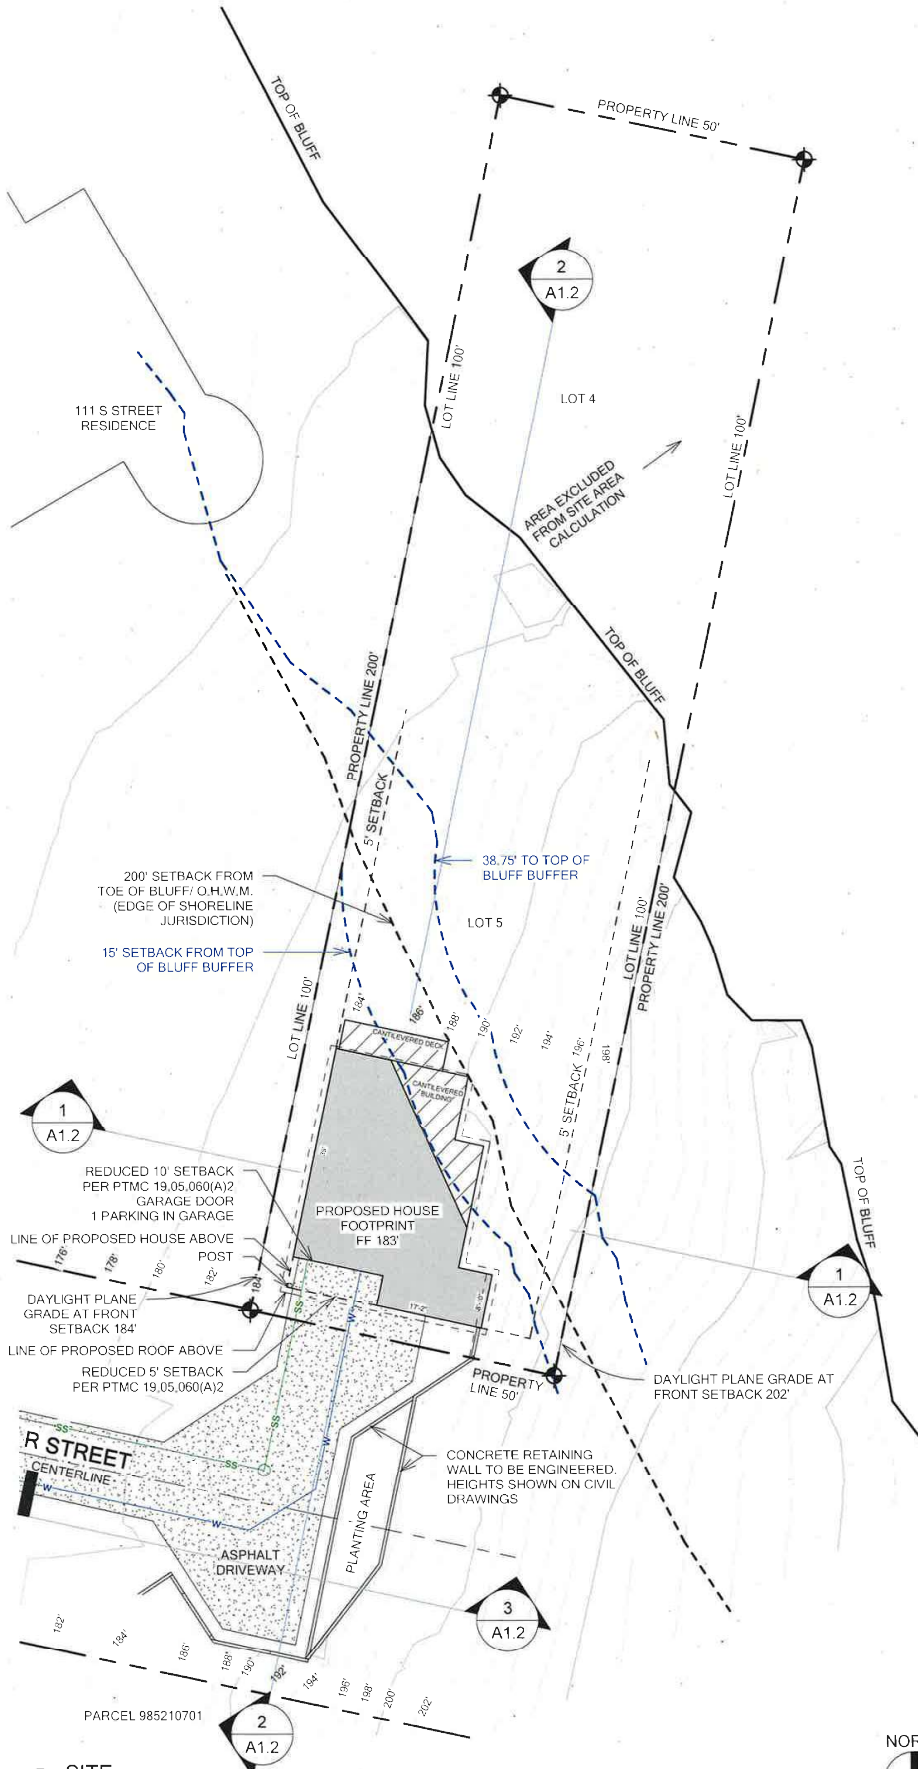 TOP OF BLUFF
PROPERTY LINE 50'
2
A1.2
LOT LINE 100'
LOT 4
111 S STREET
RESIDENCE
LOT LINE 100'
AREA EXCLUDED
FROM SITE AREA
CALCULATION
TOP OF BLUFF
PROPERTY LINE 200'
5' SETBACK
38.75' TO TOP OF
BLUFF BUFFER
200' SETBACK FROM
TOE OF BLUFF/ O.H.W.M.
(EDGE OF SHORELINE
JURISDICTION)
LOT 5
15' SETBACK FROM TOP
OF BLUFF BUFFER
LOT LINE 100'
PROPERTY LINE 200'
LOT LINE 100'
184'
186'
188'
190'
192'
194'
196'
198'
5' SETBACK
CANTILEVERED DECK
CANTILEVERED
BUILDING
1
A1.2
REDUCED 10' SETBACK
PER PTMC 19.05.060(A)2
GARAGE DOOR
1 PARKING IN GARAGE
PROPOSED HOUSE
FOOTPRINT
FF 183'
TOP OF BLUFF
LINE OF PROPOSED HOUSE ABOVE
POST
176'
178'
180'
182'
184'
1
A1.2
DAYLIGHT PLANE
GRADE AT FRONT
SETBACK 184'
17'-2"
LINE OF PROPOSED ROOF ABOVE
REDUCED 5' SETBACK
PER PTMC 19.05.060(A)2
SS
W
PROPERTY
LINE 50'
DAYLIGHT PLANE GRADE AT
FRONT SETBACK 202'
SS
SS
SS
W
R STREET
CENTERLINE
W
W
CONCRETE RETAINING
WALL TO BE ENGINEERED.
HEIGHTS SHOWN ON CIVIL
DRAWINGS
PLANTING AREA
ASPHALT
DRIVEWAY
3
A1.2
182'
184'
186'
188'
190'
192'
194'
196'
198'
200'
202'
PARCEL 985210701
2
A1.2
NOR
SITE